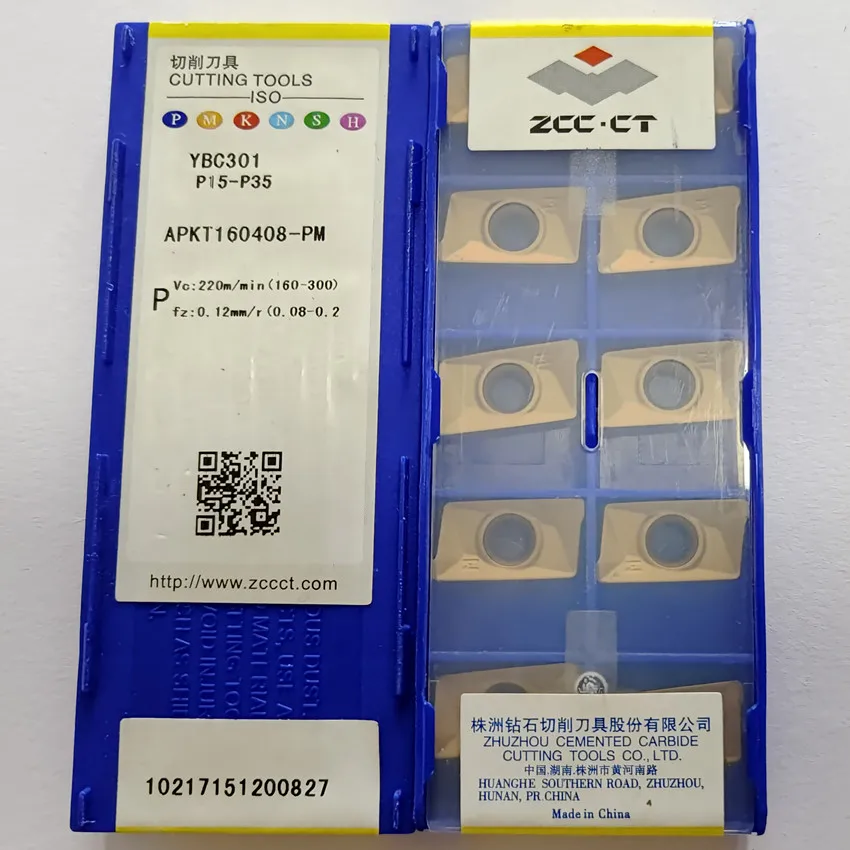 切削刀具
CUTTING TOOLS
ISO
P M K N S H
YBC301
P15-P35
APKT160408-PM
P
Vc:220m/min(160-300)
fz:0.12mm/r(0.08-0.2
http://www.zccct.com
10217151200827
ZCC·CT
株洲钻石切削刀具股份有限公司
ZHUZHOU CEMENTED CARBIDE
CUTTING TOOLS CO., LTD.
中国.湖南.株洲市黄河南路
HUANGHE SOUTHERN ROAD, ZHUZHOU,
HUNAN, PR.CHINA
4
Made in China